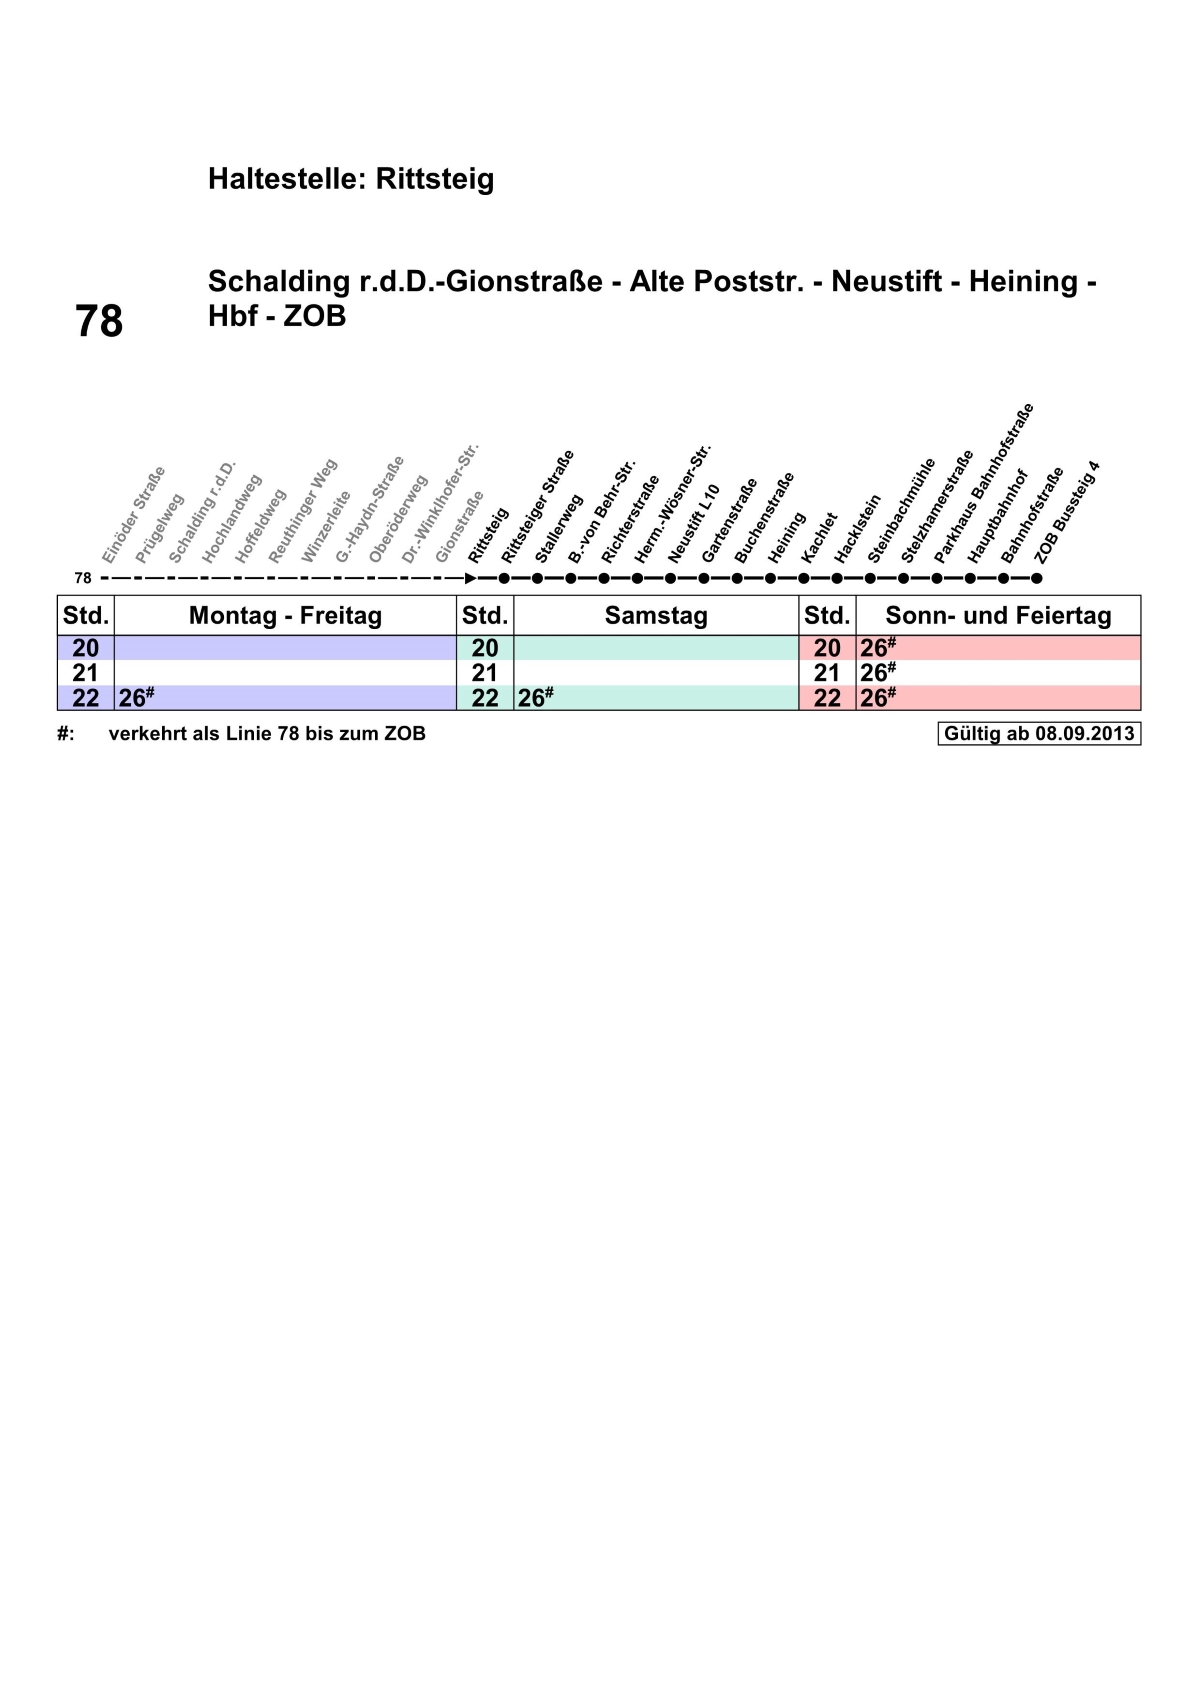 Haltestelle: Rittsteig
Schalding r.d.D.-Gionstraße - Alte Poststr. - Neustift - Heining -
78
Hbf - ZOB
Einöder Straße
Prügelweg
Schalding r.d.D.
Hochlandweg
Hoffeldweg
Reuthinger Weg
Winzerleite
G.-Haydn-Straße
Oberöderweg
Dr.-Winklhofer-Str.
Gionstraße
Rittsteig
Rittsteiger Straße
Stallerweg
B.-von Behr-Str.
Richterstraße
Herm.-Wösner-Str.
Neustift L10
Gartenstraße
Buchenstraße
Heining
Kachlet
Hacklstein
Steinbachmühle
Stelzhamerstraße
Parkhaus Bahnhofstraße
Hauptbahnhof
Bahnhofstraße
ZOB Bussteig 4
78
Std. Montag - Freitag Std. Samstag Std. Sonn- und Feiertag
20 20 20 26#
21 21 21 26#
22 26# 22 26# 22 26#
#: verkehrt als Linie 78 bis zum ZOB Gültig ab 08.09.2013